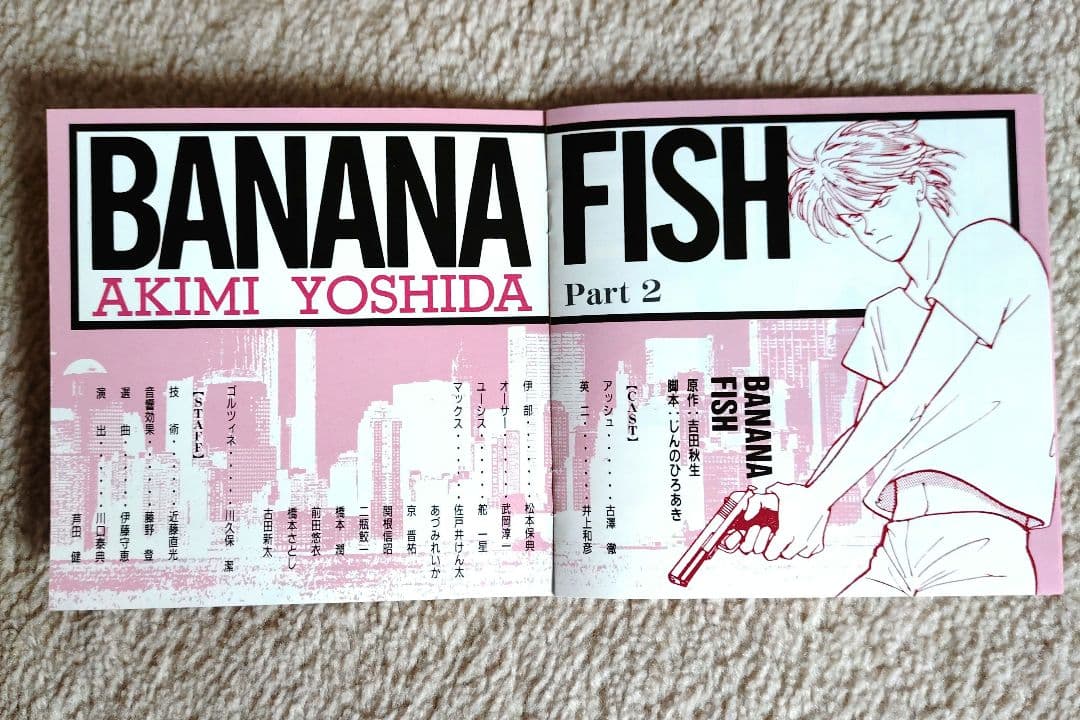 BANANA FISH
AKIMI YOSHIDA
Part 2
BANANA
FISH
原作：吉田秋生
脚本：じんのひろあき
【CAST】
アッシュ・・・・・・古澤 徹
英二・・・・・・井上和彦
伊部・・・・・・松本保典
オーサー・・・・・・武岡淳一
ユーシス・・・・・・舵 一星
マックス・・・・・・佐戸井けん太
あづみれいか
京 晋祐
関根信昭
二瓶鮫一
橋本 潤
前田悠衣
橋本さとし
古田新太
ゴルツィネ・・・・・・川久保 潔
【STAFF】
技術・・・・・・近藤直光
音響効果・・・・・・藤野 登
選曲・・・・・・伊藤守恵
演出・・・・・・川口泰典
芦田 健